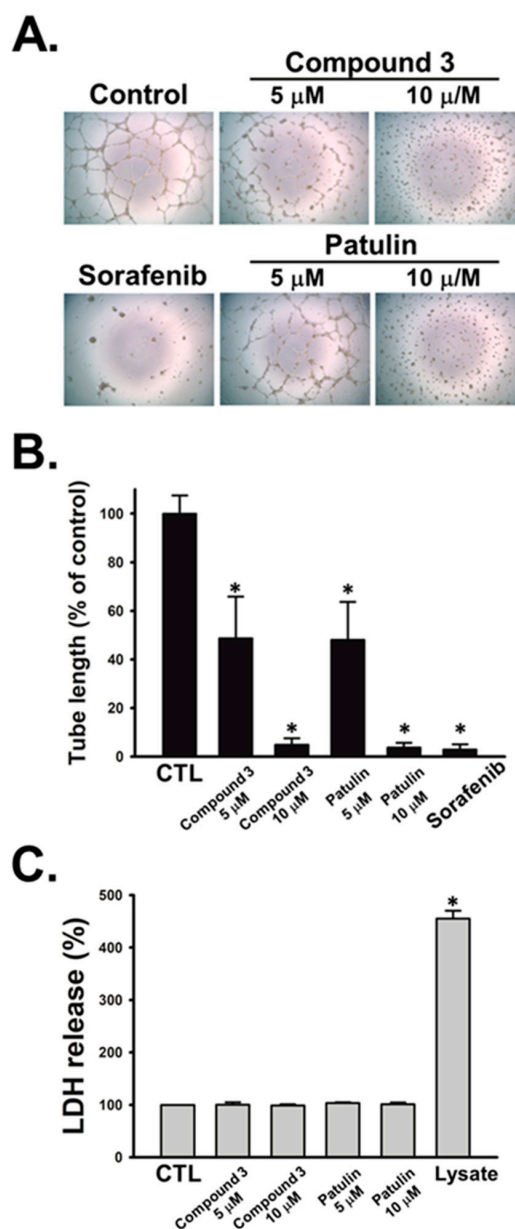 A.
Compound 3
Control 5 μM 10 μ/M
Patulin
Sorafenib 5 μM 10 μ/M
B.
Tube length (% of control)
100
80
60
40
20
0
* * * * *
CTL
Compound 3
5 μM
Compound 3
10 μM
Patulin
5 μM
Patulin
10 μM
Sorafenib
C.
LDH release (%)
500
400
300
200
100
0
*
CTL
Compound 3
5 μM
Compound 3
10 μM
Patulin
5 μM
Patulin
10 μM
Lysate